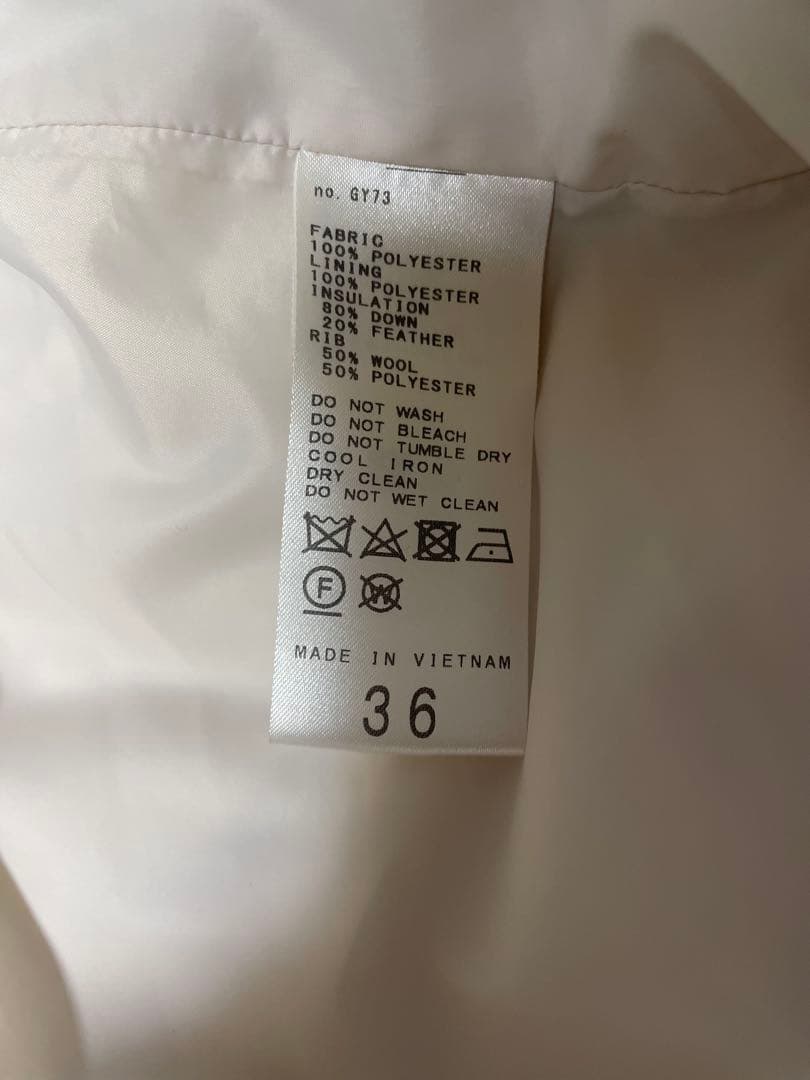 no. GY73
FABRIC
100% POLYESTER
LINING
100% POLYESTER
INSULATION
80% DOWN
20% FEATHER
RIB
50% WOOL
50% POLYESTER
DO NOT WASH
DO NOT BLEACH
DO NOT TUMBLE DRY
COOL IRON
DRY CLEAN
DO NOT WET CLEAN
F W
MADE IN VIETNAM
36